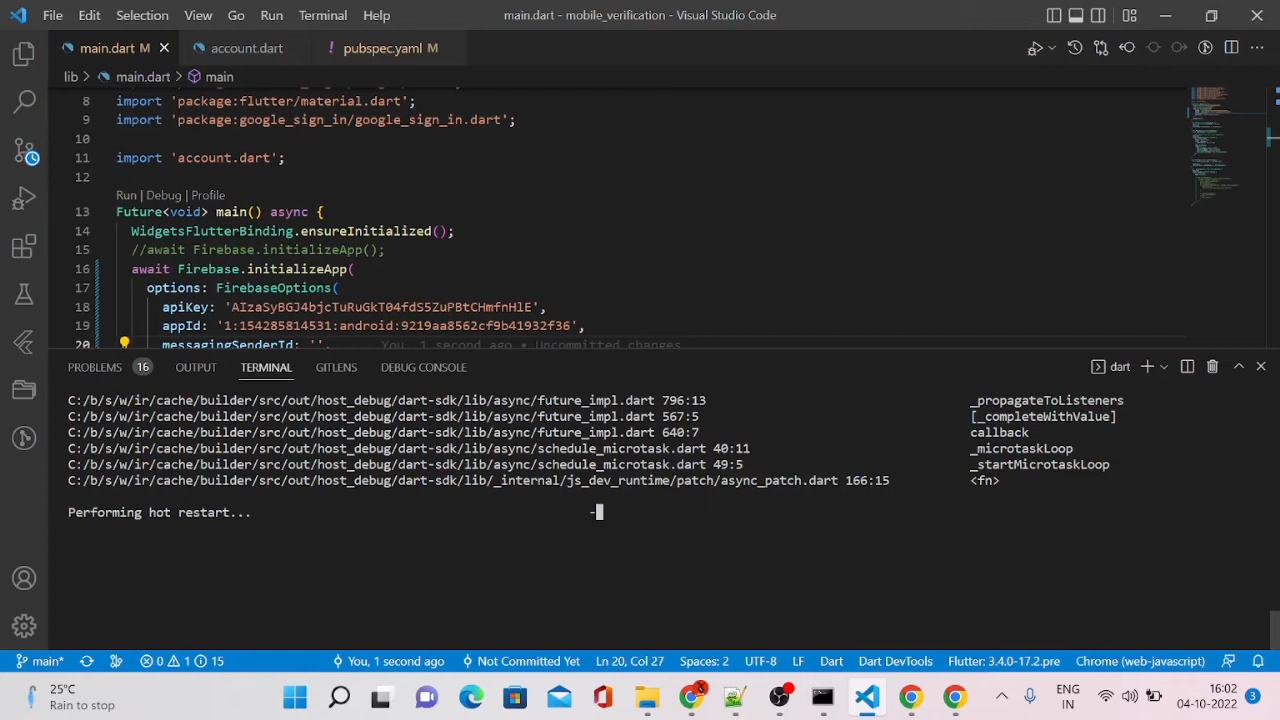 File Edit Selection View Go Run Terminal Help main.dart - mobile_verification - Visual Studio Code
main.dart M account.dart ! pubspec.yaml M
lib > main.dart > main
8 import 'package:flutter/material.dart';
9 import 'package:google_sign_in/google_sign_in.dart';
10
11 import 'account.dart';
12
Run | Debug | Profile
13 Future<void> main() async {
14 WidgetsFlutterBinding.ensureInitialized();
15 //await Firebase.initializeApp();
16 await Firebase.initializeApp(
17 options: FirebaseOptions(
18 apiKey: 'AIzaSyBGJ4bjcTuRuGkT04fdS5ZuPBtCHmfnHlE',
19 appId: '1:154285814531:android:9219aa8562cf9b41932f36',
20 messagingSenderId: '', You, 1 second ago • Uncommitted changes
PROBLEMS 16 OUTPUT TERMINAL GITLENS DEBUG CONSOLE dart
C:/b/s/w/ir/cache/builder/src/out/host_debug/dart-sdk/lib/async/future_impl.dart 796:13 _propagateToListeners
C:/b/s/w/ir/cache/builder/src/out/host_debug/dart-sdk/lib/async/future_impl.dart 567:5 [_completeWithValue]
C:/b/s/w/ir/cache/builder/src/out/host_debug/dart-sdk/lib/async/future_impl.dart 640:7 callback
C:/b/s/w/ir/cache/builder/src/out/host_debug/dart-sdk/lib/async/schedule_microtask.dart 40:11 _microtaskLoop
C:/b/s/w/ir/cache/builder/src/out/host_debug/dart-sdk/lib/async/schedule_microtask.dart 49:5 _startMicrotaskLoop
C:/b/s/w/ir/cache/builder/src/out/host_debug/dart-sdk/lib/_internal/js_dev_runtime/patch/async_patch.dart 166:15 <fn>
Performing hot restart... -
main* 0 1 15 You, 1 second ago Not Committed Yet Ln 20, Col 27 Spaces: 2 UTF-8 LF Dart Dart DevTools Flutter: 3.4.0-17.2.pre Chrome (web-javascript)
25°C
Rain to stop
ENG
IN
16:02
04-10-2022
3